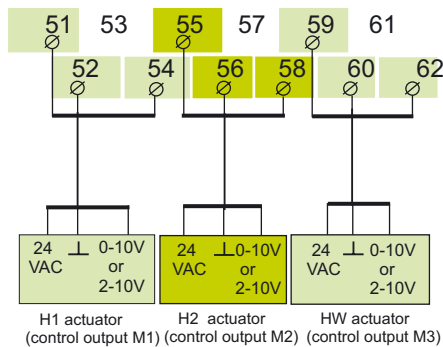 51 53 55 57 59 61
52 54 56 58 60 62
24 ⊥ 0-10V 24 ⊥ 0-10V 24 ⊥ 0-10V
VAC or VAC or VAC or
2-10V 2-10V 2-10V
H1 actuator H2 actuator HW actuator
(control output M1) (control output M2) (control output M3)